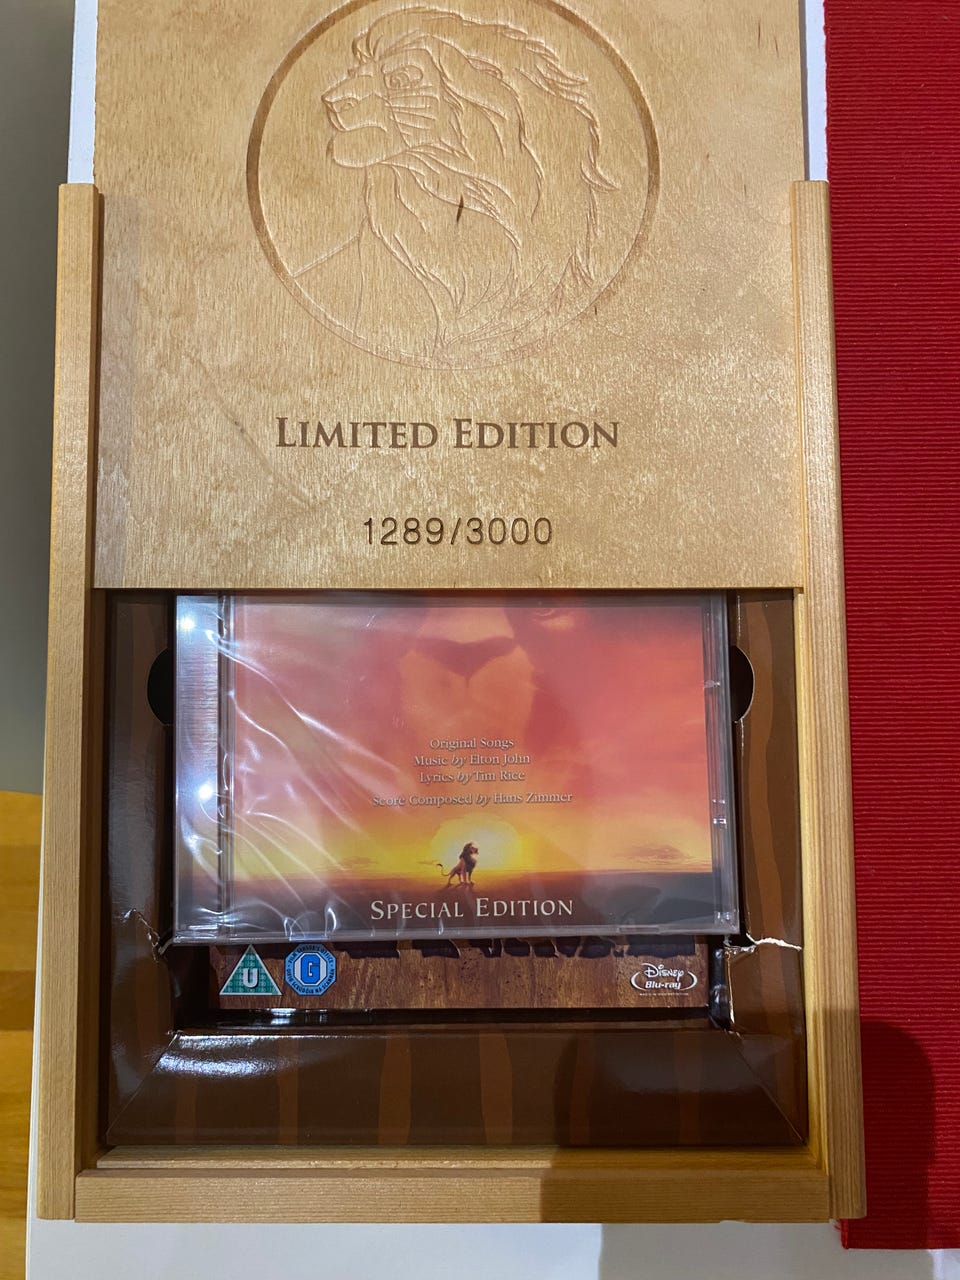 LIMITED EDITION
1289/3000
Original Songs
Music by Elton John
Lyrics by Tim Rice
Score Composed by Hans Zimmer
SPECIAL EDITION
U
G
DISNEY
Blu-ray